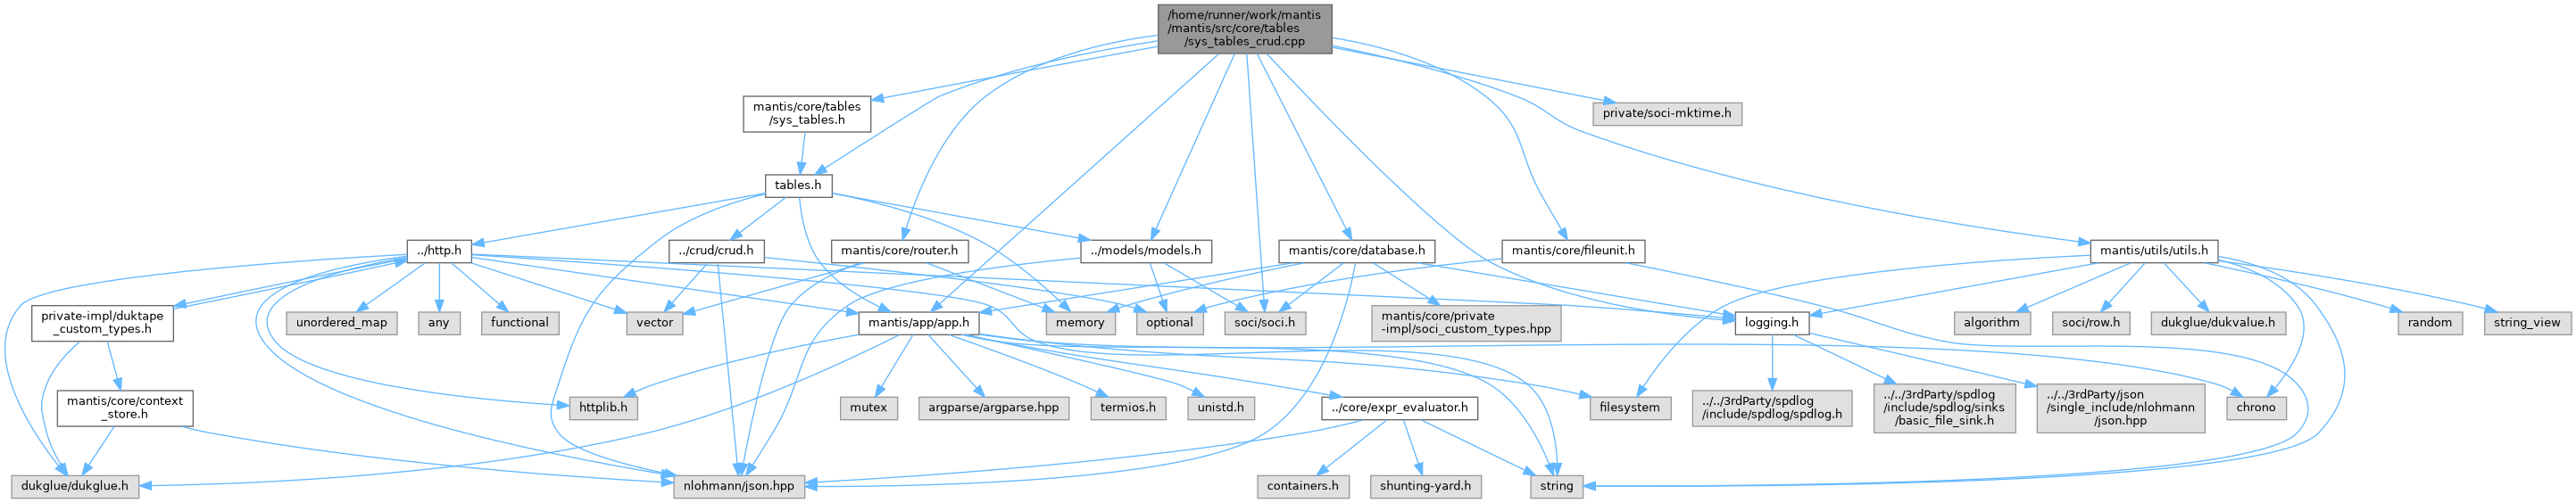 /home/runner/work/mantis
/mantis/src/core/tables
/sys_tables_crud.cpp
mantis/core/tables
/sys_tables.h
private/soci-mktime.h
tables.h
../http.h
../crud/crud.h
mantis/core/router.h
../models/models.h
mantis/core/database.h
mantis/core/fileunit.h
mantis/utils/utils.h
private-impl/duktape
_custom_types.h
unordered_map
any
functional
vector
mantis/app/app.h
memory
optional
soci/soci.h
mantis/core/private
-impl/soci_custom_types.hpp
logging.h
algorithm
soci/row.h
dukglue/dukvalue.h
random
string_view
mantis/core/context
_store.h
httplib.h
mutex
argparse/argparse.hpp
termios.h
unistd.h
../core/expr_evaluator.h
filesystem
../../3rdParty/spdlog
/include/spdlog/spdlog.h
../../3rdParty/spdlog
/include/spdlog/sinks
/basic_file_sink.h
../../3rdParty/json
/single_include/nlohmann
/json.hpp
chrono
dukglue/dukglue.h
nlohmann/json.hpp
containers.h
shunting-yard.h
string